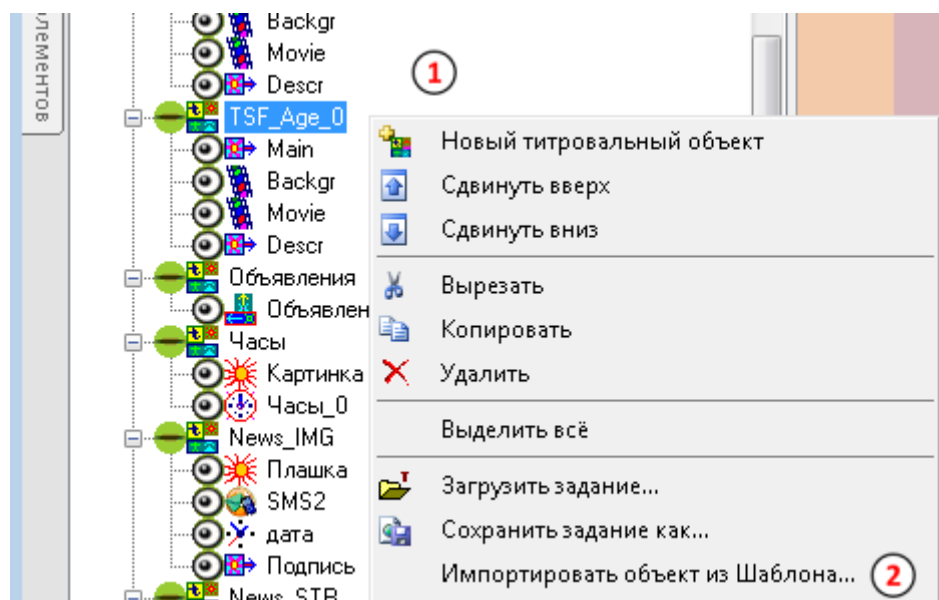 лементов
Backgr
Movie
Descr
1
TSF_Age_0
Main
Backgr
Movie
Descr
Объявления
Объявлен
Часы
Картинка
Часы_0
News_IMG
Плашка
SMS2
дата
Подпись
News_STR
Новый титровальный объект
Сдвинуть вверх
Сдвинуть вниз
Вырезать
Копировать
Удалить
Выделить всё
Загрузить задание...
Сохранить задание как...
Импортировать объект из Шаблона...
2